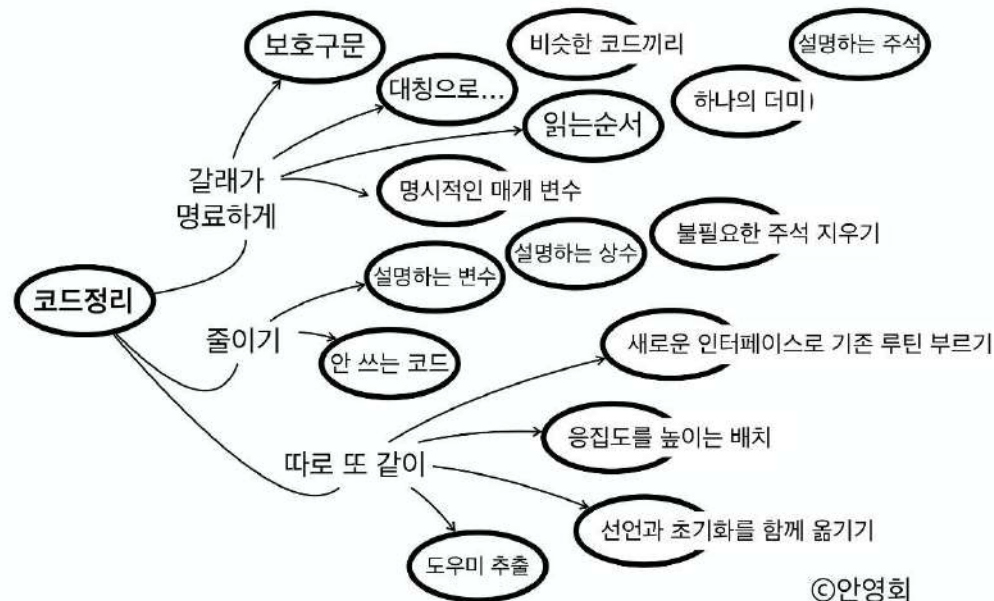 보호구문
비슷한 코드끼리
설명하는 주석
대칭으로...
하나의 더미)
읽는순서
갈래가
명료하게
명시적인 매개 변수
불필요한 주석 지우기
설명하는 변수
설명하는 상수
코드정리
줄이기
안 쓰는 코드
새로운 인터페이스로 기존 루틴 부르기
응집도를 높이는 배치
따로 또 같이
선언과 초기화를 함께 옮기기
도우미 추출
©안영회